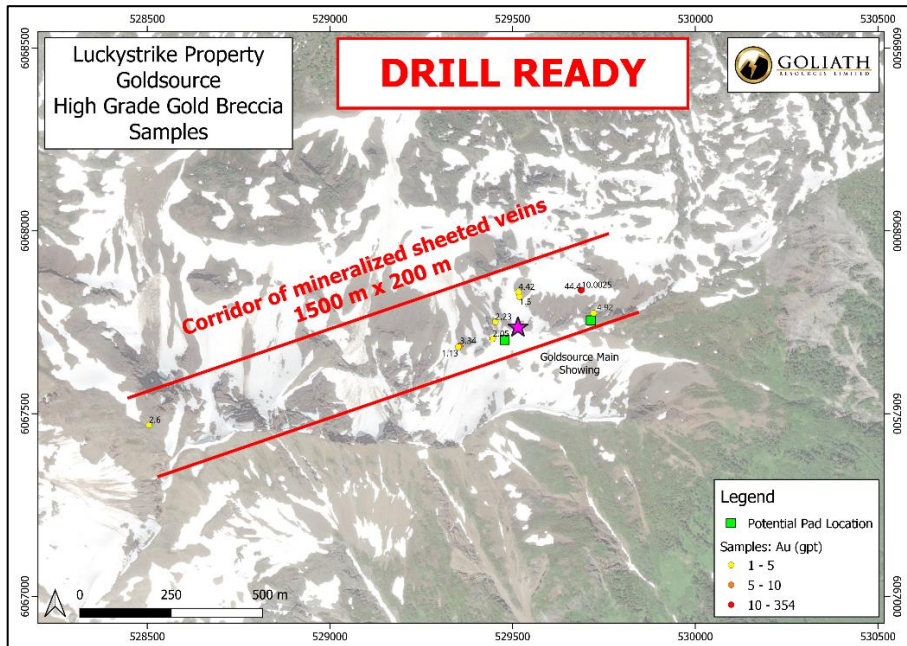 528500
529000
529500
530000
530500
6068500
6068500
Luckystrike Property
Goldsource
High Grade Gold Breccia
Samples
DRILL READY
GOLIATH
RESOURCES LIMITED
6068000
6068000
Corridor of mineralized sheeted veins
1500 m x 200 m
4.42
1.5
44.4
10.0025
4.92
2.23
2.05
3.34
1.13
Goldsource Main
Showing
6067500
6067500
2.6
Legend
Potential Pad Location
Samples: Au (gpt)
1 - 5
5 - 10
10 - 354
0
250
500 m
6067000
6067000
528500
529000
529500
530000
530500